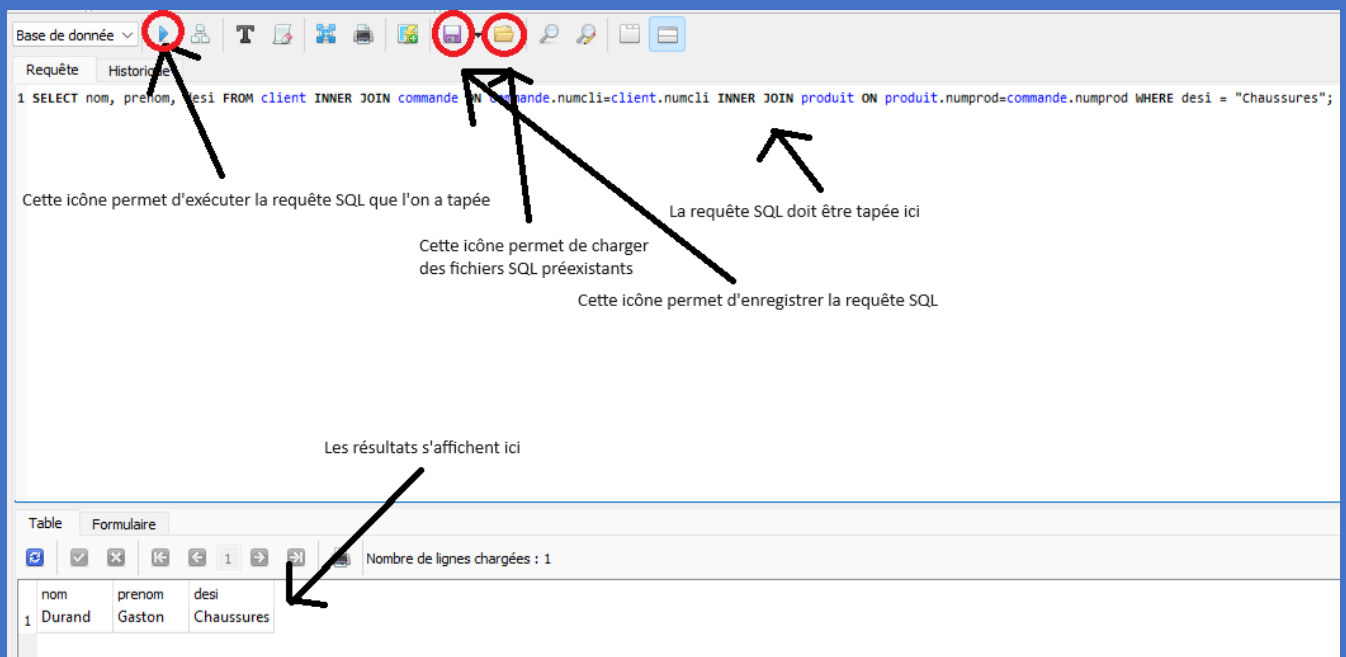 Base de donnée
Requête Historique
1 SELECT nom, prenom, desi FROM client INNER JOIN commande ON commande.numcli=client.numcli INNER JOIN produit ON produit.numprod=commande.numprod WHERE desi = "Chaussures";
Cette icône permet d'exécuter la requête SQL que l'on a tapée
La requête SQL doit être tapée ici
Cette icône permet de charger
des fichiers SQL préexistants
Cette icône permet d'enregistrer la requête SQL
Les résultats s'affichent ici
Table Formulaire
1 Nombre de lignes chargées : 1
nom prenom desi
1 Durand Gaston Chaussures